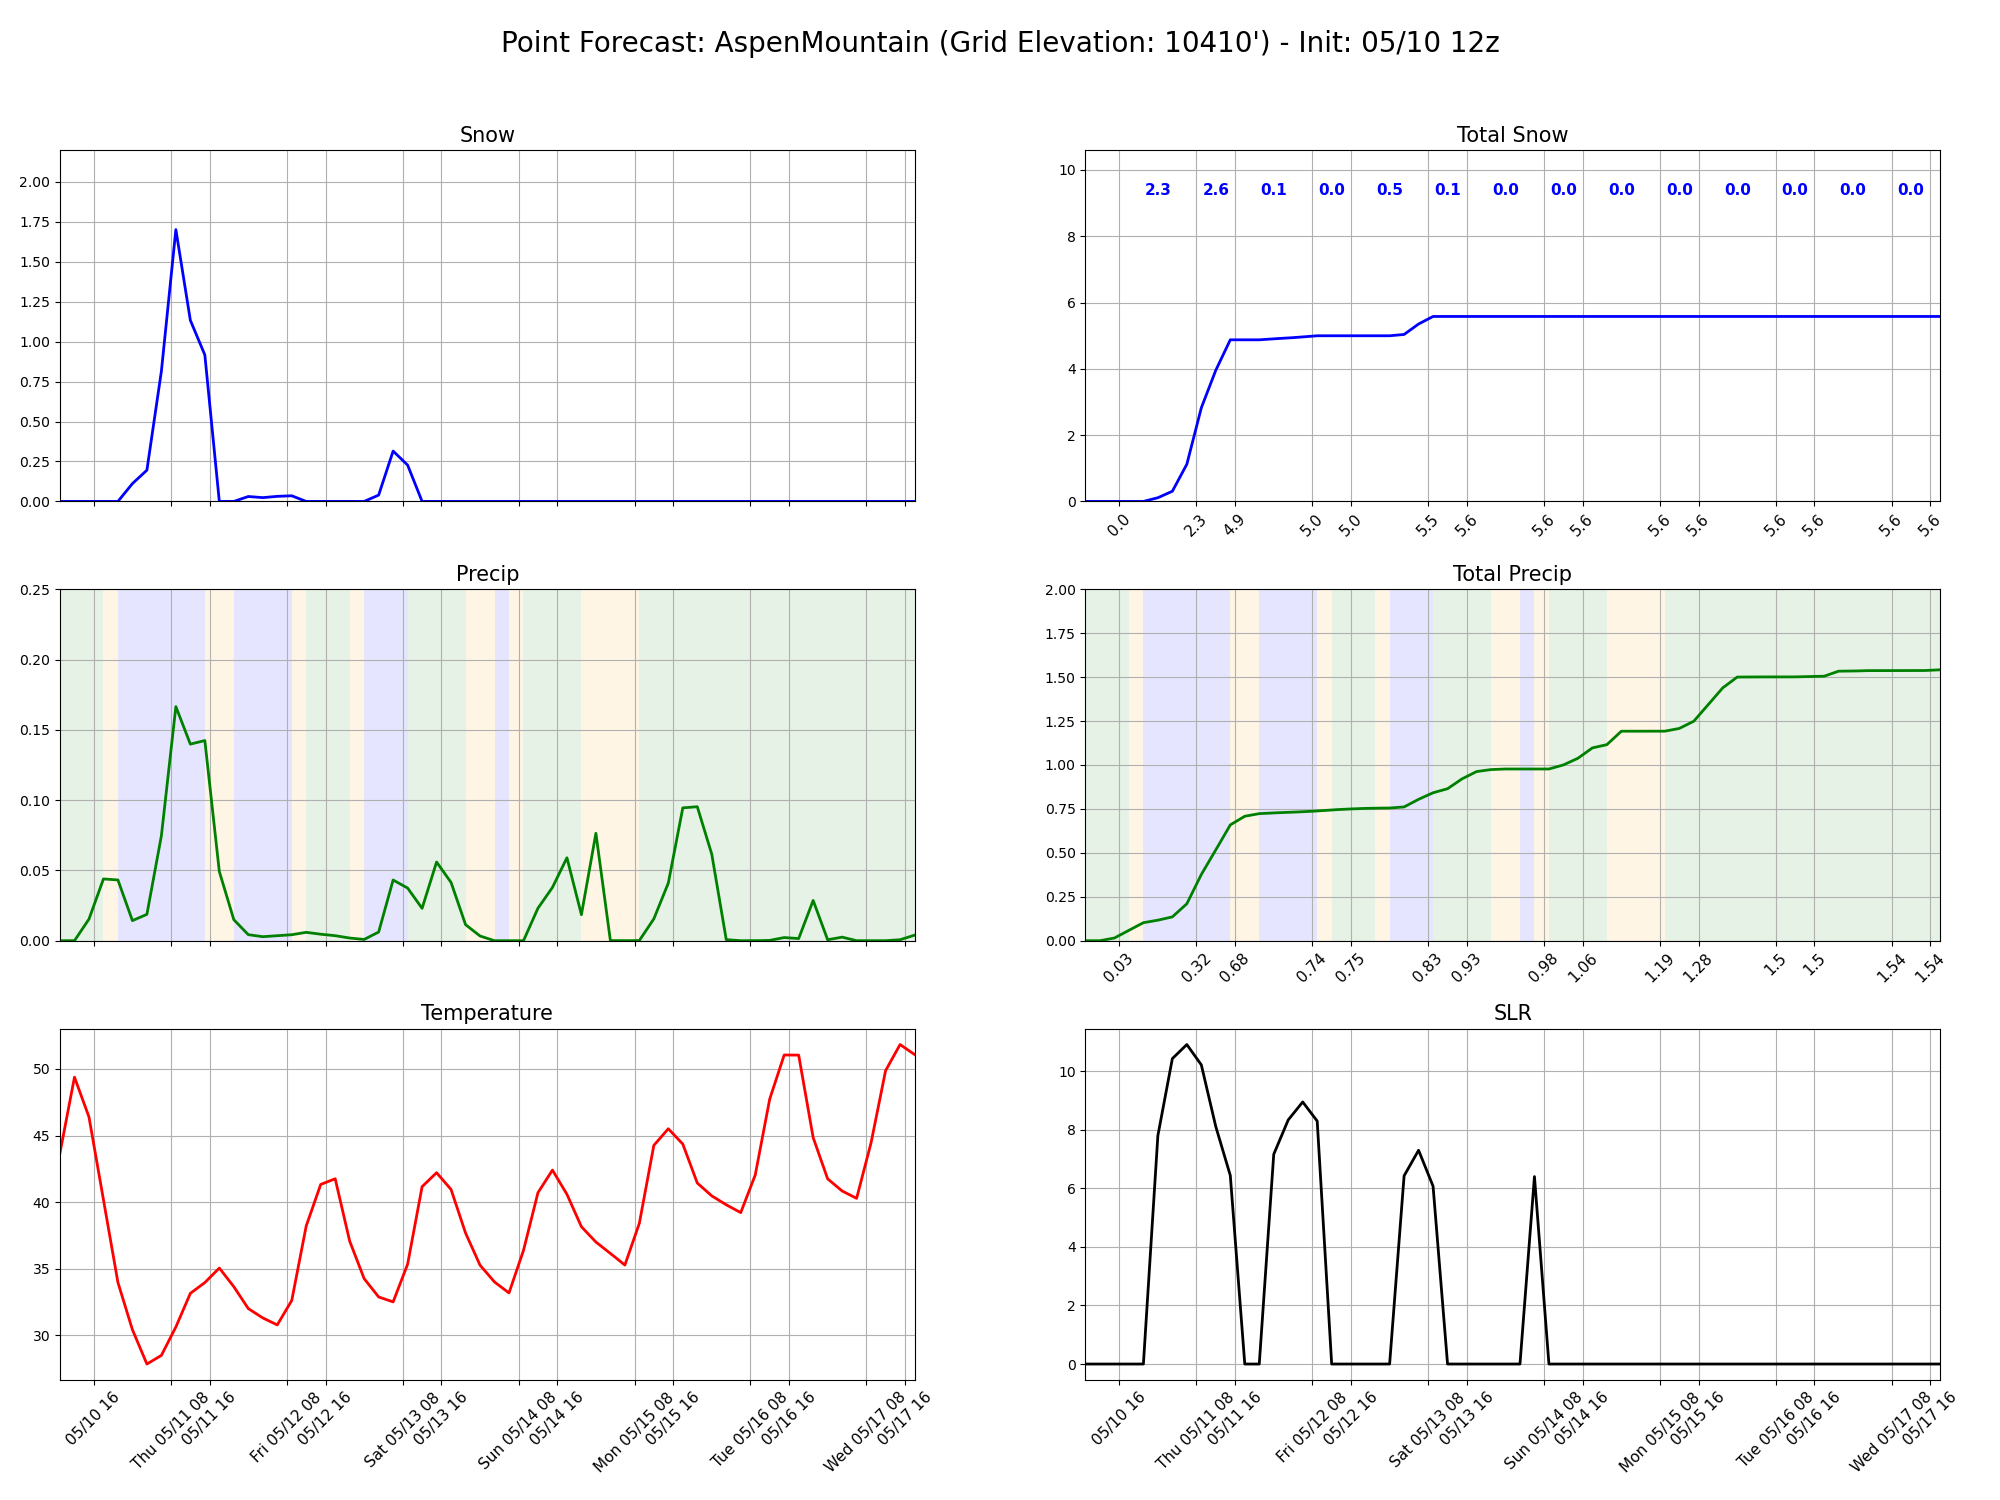 Point Forecast: AspenMountain (Grid Elevation: 10410') - Init: 05/10 12z
Snow
2.00
1.75
1.50
1.25
1.00
0.75
0.50
0.25
0.00
Total Snow
10
8
6
4
2
0
2.3 2.6 0.1 0.0 0.5 0.1 0.0 0.0 0.0 0.0 0.0 0.0 0.0 0.0
0.0 2.3 4.9 5.0 5.0 5.5 5.6 5.6 5.6 5.6 5.6 5.6 5.6 5.6 5.6
Precip
0.25
0.20
0.15
0.10
0.05
0.00
Total Precip
2.00
1.75
1.50
1.25
1.00
0.75
0.50
0.25
0.00
0.03 0.32 0.68 0.74 0.75 0.83 0.93 0.98 1.06 1.19 1.28 1.5 1.5 1.54 1.54
Temperature
50
45
40
35
30
05/10 16
Thu 05/11 08
05/11 16
Fri 05/12 08
05/12 16
Sat 05/13 08
05/13 16
Sun 05/14 08
05/14 16
Mon 05/15 08
05/15 16
Tue 05/16 08
05/16 16
Wed 05/17 08
05/17 16
SLR
10
8
6
4
2
0
05/10 16
Thu 05/11 08
05/11 16
Fri 05/12 08
05/12 16
Sat 05/13 08
05/13 16
Sun 05/14 08
05/14 16
Mon 05/15 08
05/15 16
Tue 05/16 08
05/16 16
Wed 05/17 08
05/17 16